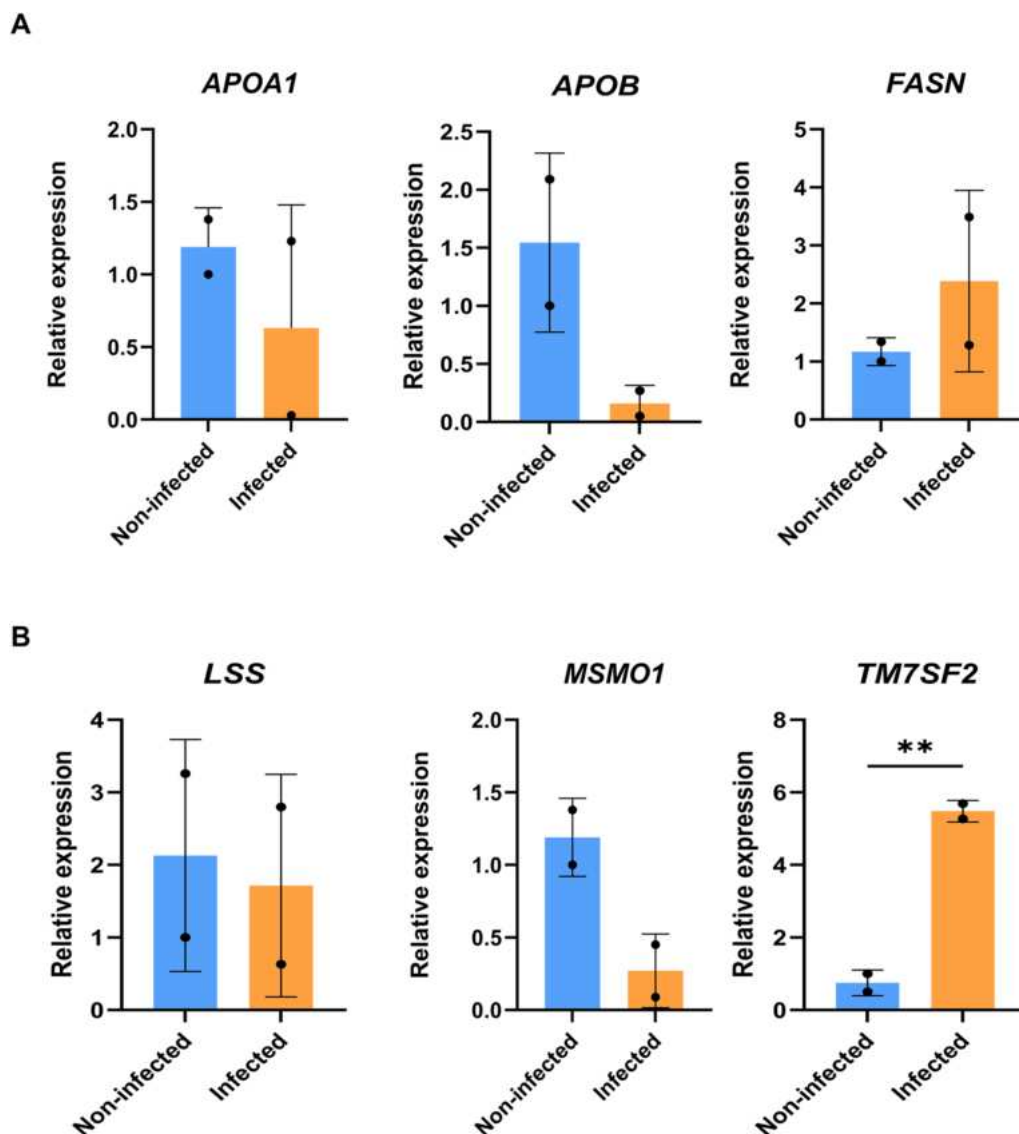 A
APOA1
APOB
FASN
Relative expression
2.0
1.5
1.0
0.5
0.0
Non-infected
Infected
Relative expression
2.5
2.0
1.5
1.0
0.5
0.0
Non-infected
Infected
Relative expression
5
4
3
2
1
0
Non-infected
Infected
B
LSS
MSMO1
TM7SF2
Relative expression
4
3
2
1
0
Non-infected
Infected
Relative expression
2.0
1.5
1.0
0.5
0.0
Non-infected
Infected
Relative expression
8
6
4
2
0
**
Non-infected
Infected